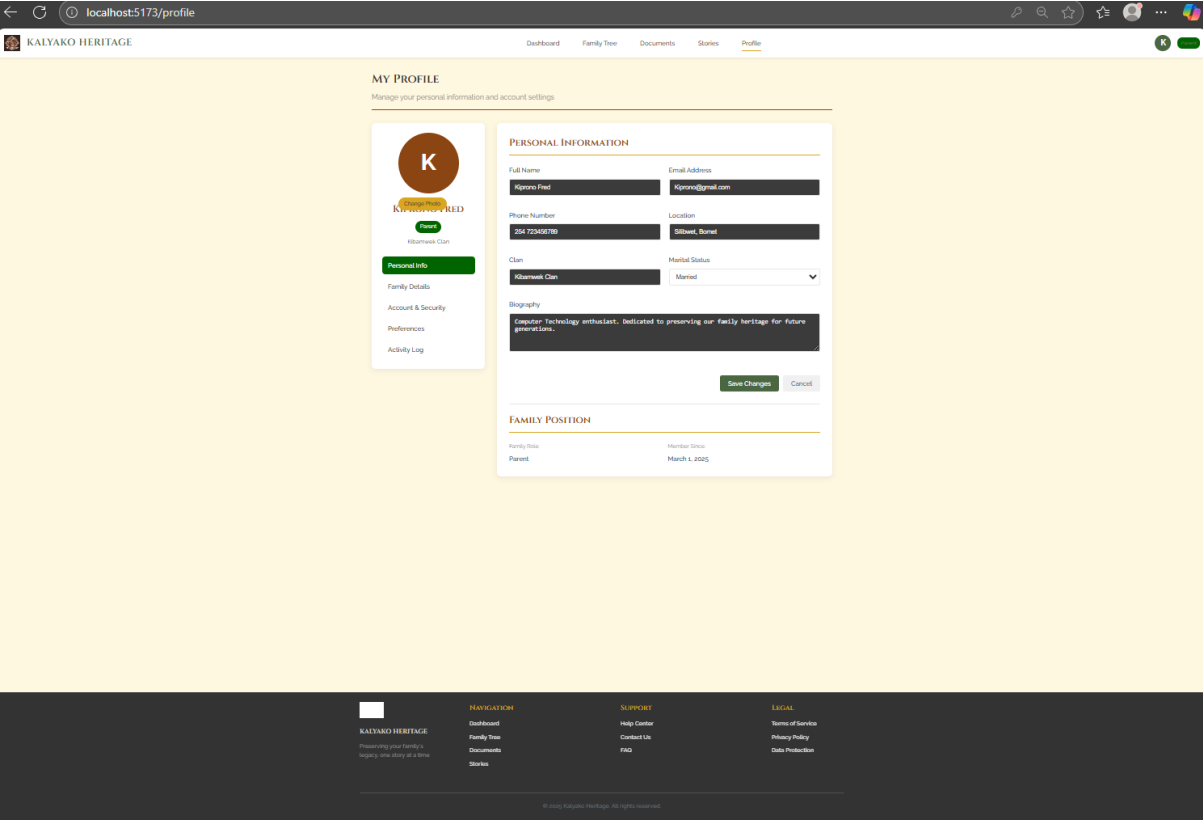 localhost:5173/profile
KALYAKO HERITAGE
Dashboard Family Tree Documents Stories Profile
K
My Profile
Manage your personal information and account settings
K
Change Photo
Kiprono Fred
Parent
Kibamwek Clan
Personal Info
Family Details
Account & Security
Preferences
Activity Log
Personal Information
Full Name Email Address
Kiprono Fred Kiprono@gmail.com
Phone Number Location
254 723456789 Silibwet, Bomet
Clan Marital Status
Kibamwek Clan Married
Biography
Computer Technology enthusiast. Dedicated to preserving our family heritage for future
generations.
Save Changes Cancel
Family Position
Family Role Member Since
Parent March 1, 2025
KALYAKO HERITAGE
Preserving your family's
legacy, one story at a time
Navigation
Dashboard
Family Tree
Documents
Stories
Support
Help Center
Contact Us
FAQ
Legal
Terms of Service
Privacy Policy
Data Protection
© 2025 Kalyako Heritage. All rights reserved.